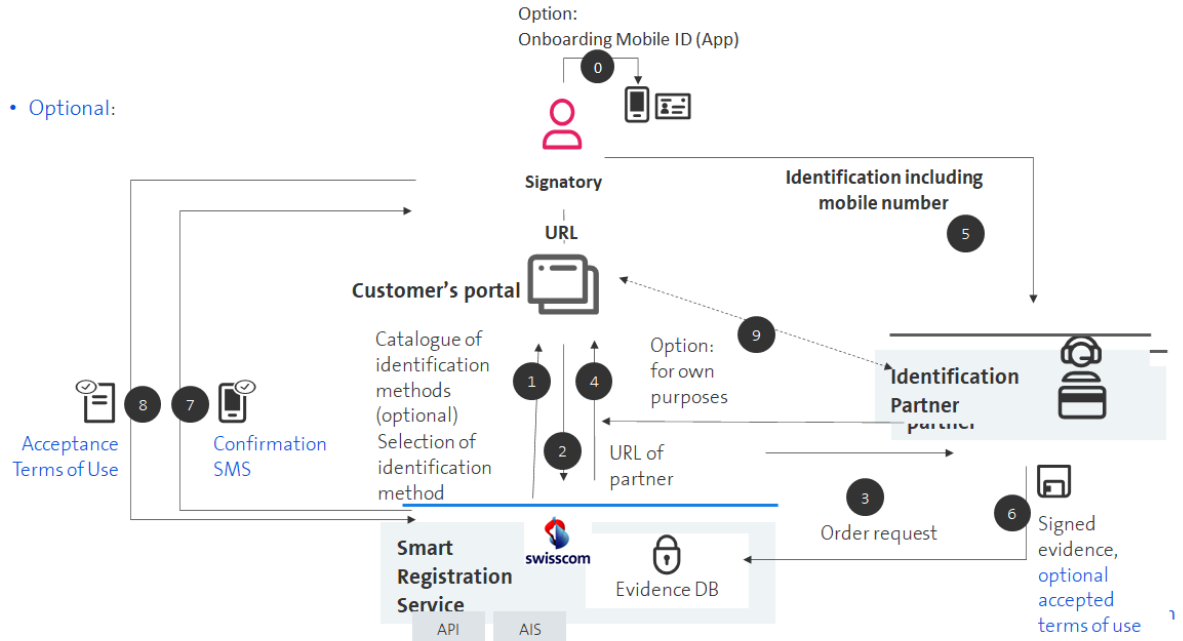 Option:
Onboarding Mobile ID (App)
0
• Optional:
Signatory
Identification including
mobile number
5
URL
Customer's portal
Catalogue of
identification
methods
(optional)
Selection of
identification
method
1
2
4
Option:
for own
purposes
9
Identification
Partner
partner
8
7
Acceptance
Terms of Use
Confirmation
SMS
URL of
partner
3
Order request
6
Signed
evidence,
optional
accepted
terms of use
Smart
Registration
Service
swisscom
Evidence DB
API
AIS